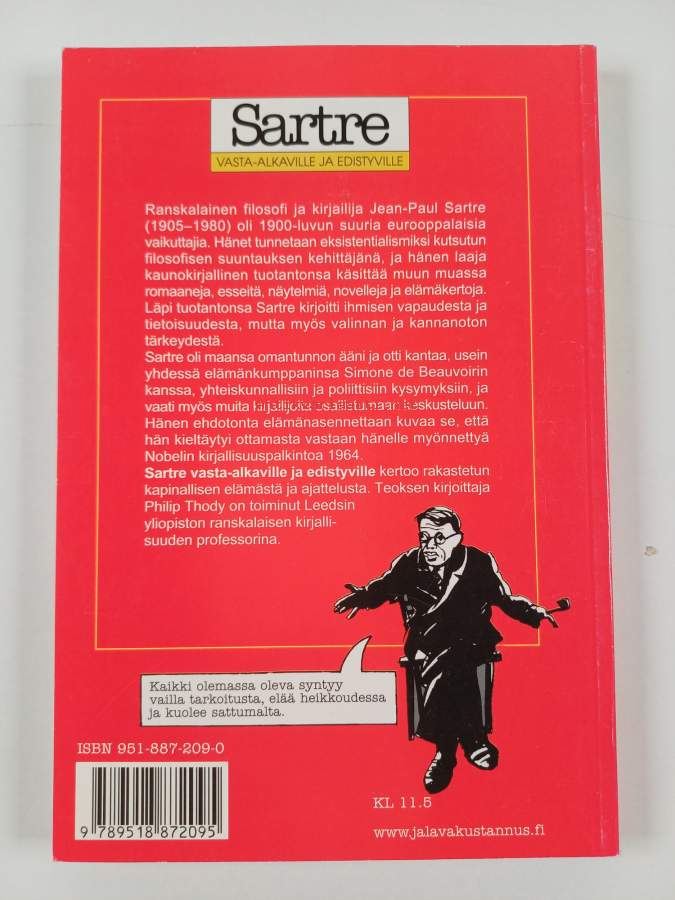 Sartre
VASTA-ALKAVILLE JA EDISTYVILLE
Ranskalainen filosofi ja kirjailija Jean-Paul Sartre
(1905–1980) oli 1900-luvun suuria eurooppalaisia
vaikuttajia. Hänet tunnetaan eksistentialismiksi kutsutun
filosofisen suuntauksen kehittäjänä, ja hänen laaja
kaunokirjallinen tuotantonsa käsittää muun muassa
romaaneja, esseitä, näytelmiä, novelleja ja elämäkertoja.
Läpi tuotantonsa Sartre kirjoitti ihmisen vapaudesta ja
tietoisuudesta, mutta myös valinnan ja kannanoton
tärkeydestä.
Sartre oli maansa omantunnon ääni ja otti kantaa, usein
yhdessä elämänkumppaninsa Simone de Beauvoirin
kanssa, yhteiskunnallisiin ja poliittisiin kysymyksiin, ja
vaati myös muita kirjailijoita osallistumaan keskusteluun.
Hänen ehdotonta elämänasennettaan kuvaa se, että
hän kieltäytyi ottamasta vastaan hänelle myönnettyä
Nobelin kirjallisuuspalkintoa 1964.
Sartre vasta-alkaville ja edistyville kertoo rakastetun
kapinallisen elämästä ja ajattelusta. Teoksen kirjoittaja
Philip Thody on toiminut Leedsin
yliopiston ranskalaisen kirjalli-
suuden professorina.
Kaikki olemassa oleva syntyy
vailla tarkoitusta, elää heikkoudessa
ja kuolee sattumalta.
ISBN 951-887-209-0
9 789518 872095
KL 11.5
www.jalavakustannus.fi